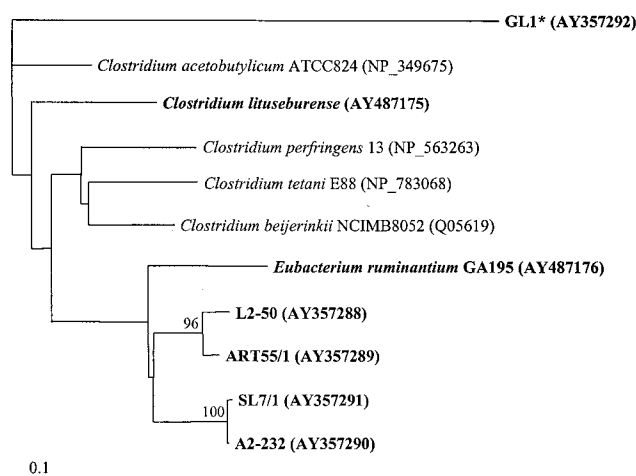 GL1* (AY357292)
Clostridium acetobutylicum ATCC824 (NP_349675)
Clostridium lituseburense (AY487175)
Clostridium perfringens 13 (NP_563263)
Clostridium tetani E88 (NP_783068)
Clostridium beijerinkii NCIMB8052 (Q05619)
Eubacterium ruminantium GA195 (AY487176)
L2-50 (AY357288)
96
ART55/1 (AY357289)
SL7/1 (AY357291)
100
A2-232 (AY357290)
0.1